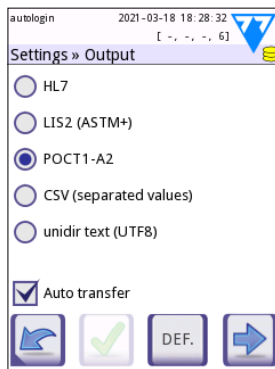 autologin 2021-03-18 18:28:32
[ -, -, -, 6]
Settings » Output
HL7
LIS2 (ASTM+)
POCT1-A2
CSV (separated values)
unidir text (UTF8)
Auto transfer
DEF.